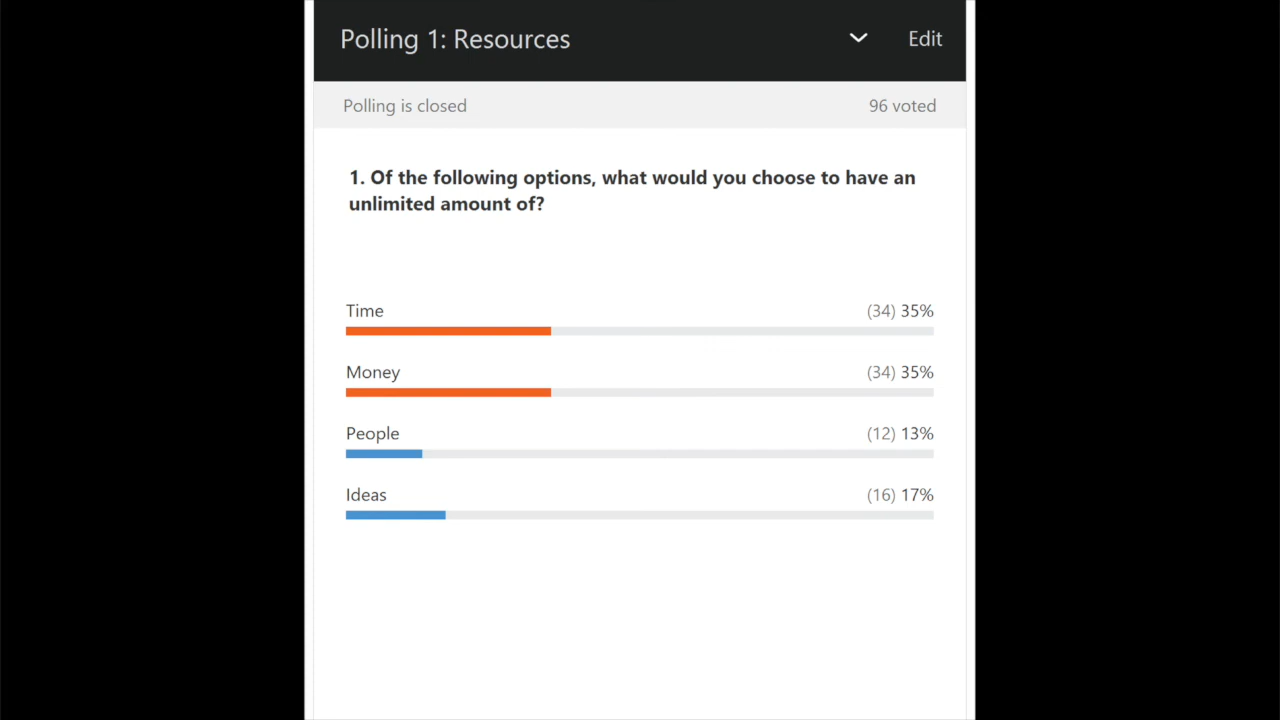 Polling 1: Resources Edit
Polling is closed 96 voted
1. Of the following options, what would you choose to have an
unlimited amount of?
Time (34) 35%
Money (34) 35%
People (12) 13%
Ideas (16) 17%